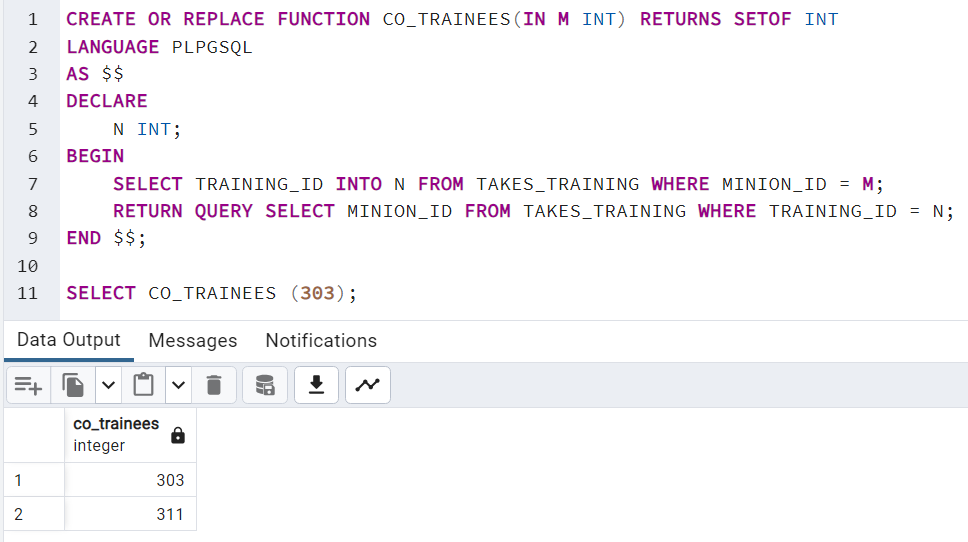 1 CREATE OR REPLACE FUNCTION CO_TRAINEES(IN M INT) RETURNS SETOF INT
2 LANGUAGE PLPGSQL
3 AS $$
4 DECLARE
5 N INT;
6 BEGIN
7 SELECT TRAINING_ID INTO N FROM TAKES_TRAINING WHERE MINION_ID = M;
8 RETURN QUERY SELECT MINION_ID FROM TAKES_TRAINING WHERE TRAINING_ID = N;
9 END $$;
10
11 SELECT CO_TRAINEES (303);
Data Output Messages Notifications
co_trainees
integer
1 303
2 311